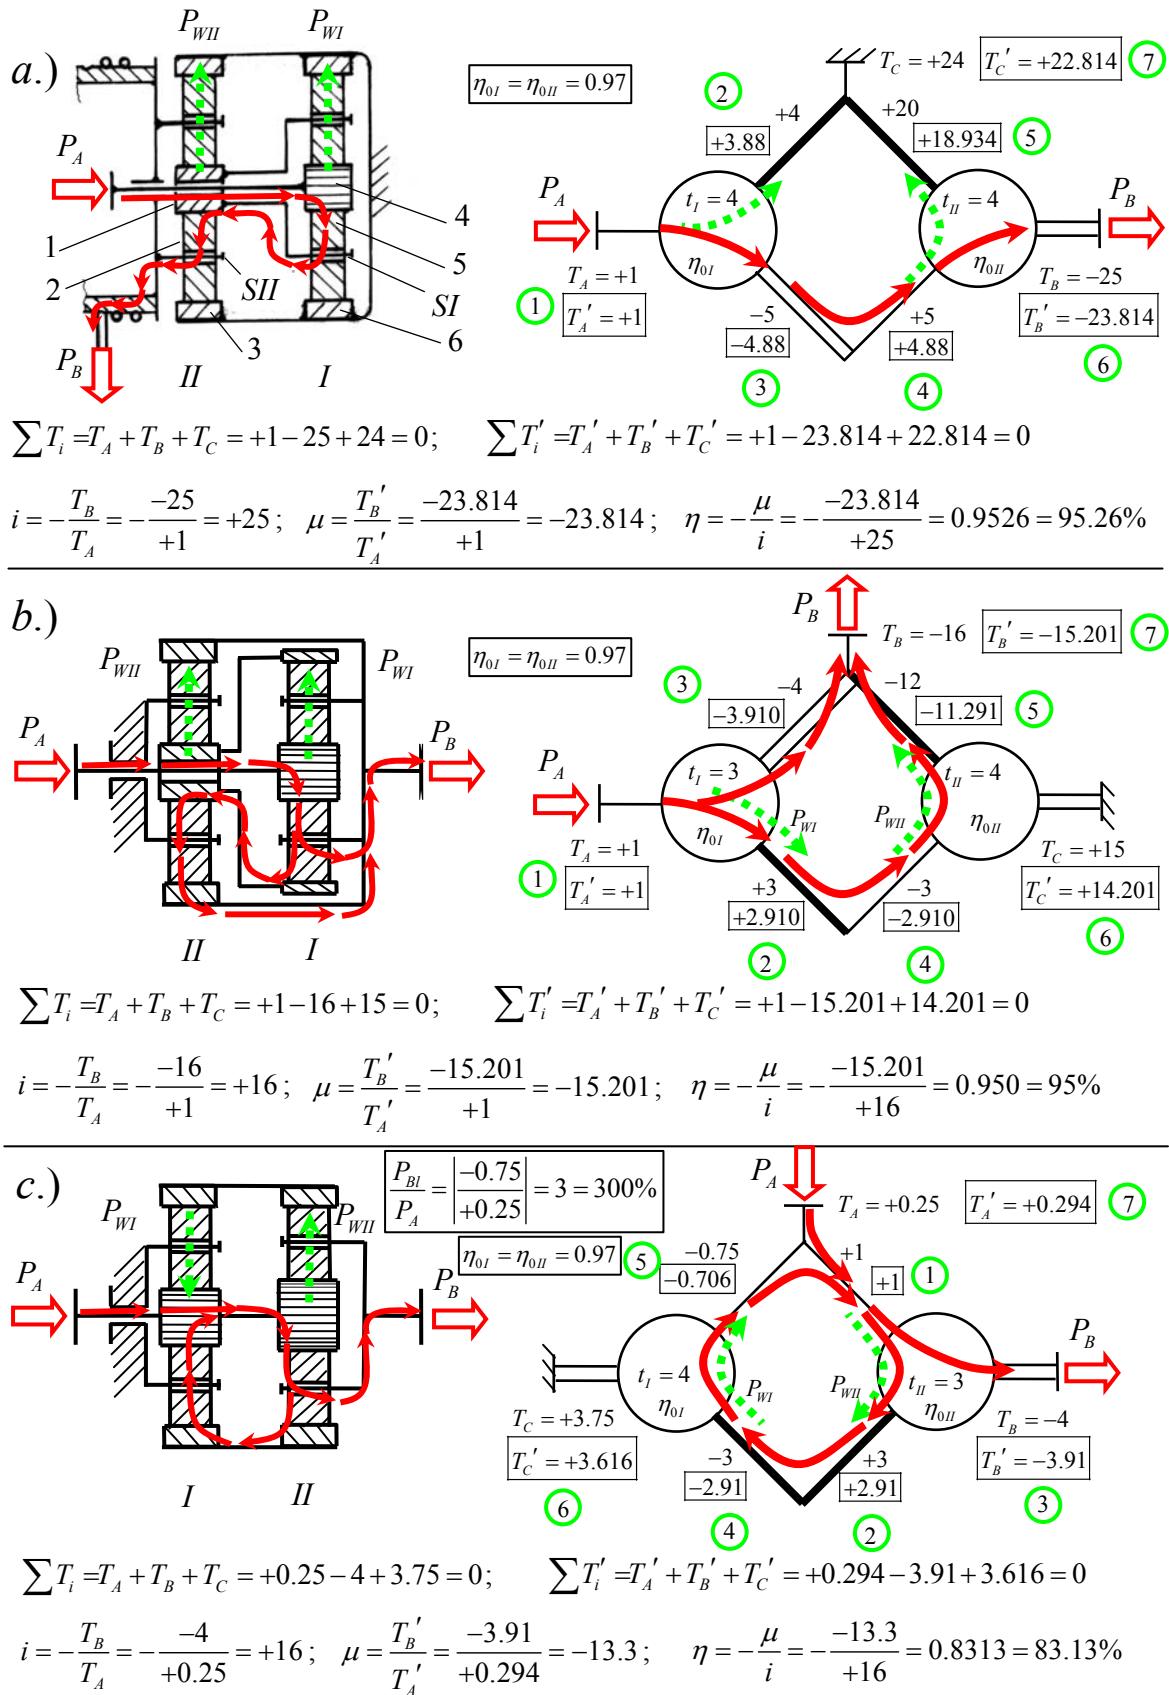 a.)
P_WII P_WI
P_A
1
2
3
4
5
6
SII
SI
P_B
II I
η_0I = η_0II = 0.97
T_C = +24 T_C' = +22.814 7
2
+4
+3.88
+20
+18.934 5
P_A
t_I = 4
η_0I
t_II = 4
η_0II
P_B
1
T_A = +1
T_A' = +1
−5
−4.88
3
+5
+4.88
4
T_B = −25
T_B' = −23.814
6
∑T_i = T_A + T_B + T_C = +1 − 25 + 24 = 0; ∑T_i' = T_A' + T_B' + T_C' = +1 − 23.814 + 22.814 = 0
i = −T_B/T_A = −(−25)/(+1) = +25; μ = T_B'/T_A' = −23.814/+1 = −23.814; η = −μ/i = −(−23.814)/(+25) = 0.9526 = 95.26%
b.)
P_WII P_WI
P_A P_B
II I
η_0I = η_0II = 0.97
P_B
T_B = −16 T_B' = −15.201 7
3
−4
−3.910
−12
−11.291 5
P_A
t_I = 3
η_0I
P_WI
P_WII
t_II = 4
η_0II
1
T_A = +1
T_A' = +1
+3
+2.910
2
−3
−2.910
4
T_C = +15
T_C' = +14.201
6
∑T_i = T_A + T_B + T_C = +1 − 16 + 15 = 0; ∑T_i' = T_A' + T_B' + T_C' = +1 − 15.201 + 14.201 = 0
i = −T_B/T_A = −(−16)/(+1) = +16; μ = T_B'/T_A' = −15.201/+1 = −15.201; η = −μ/i = −(−15.201)/(+16) = 0.950 = 95%
c.)
P_WI P_WII
P_A P_B
I II
P_BI/P_A = |−0.75/+0.25| = 3 = 300%
η_0I = η_0II = 0.97
P_A
T_A = +0.25 T_A' = +0.294 7
5
−0.75
−0.706
+1
+1 1
t_I = 4
η_0I
P_WI
P_WII
t_II = 3
η_0II
P_B
T_C = +3.75
T_C' = +3.616
6
−3
−2.91
4
+3
+2.91
2
T_B = −4
T_B' = −3.91
3
∑T_i = T_A + T_B + T_C = +0.25 − 4 + 3.75 = 0; ∑T_i' = T_A' + T_B' + T_C' = +0.294 − 3.91 + 3.616 = 0
i = −T_B/T_A = −(−4)/(+0.25) = +16; μ = T_B'/T_A' = −3.91/+0.294 = −13.3; η = −μ/i = −(−13.3)/(+16) = 0.8313 = 83.13%